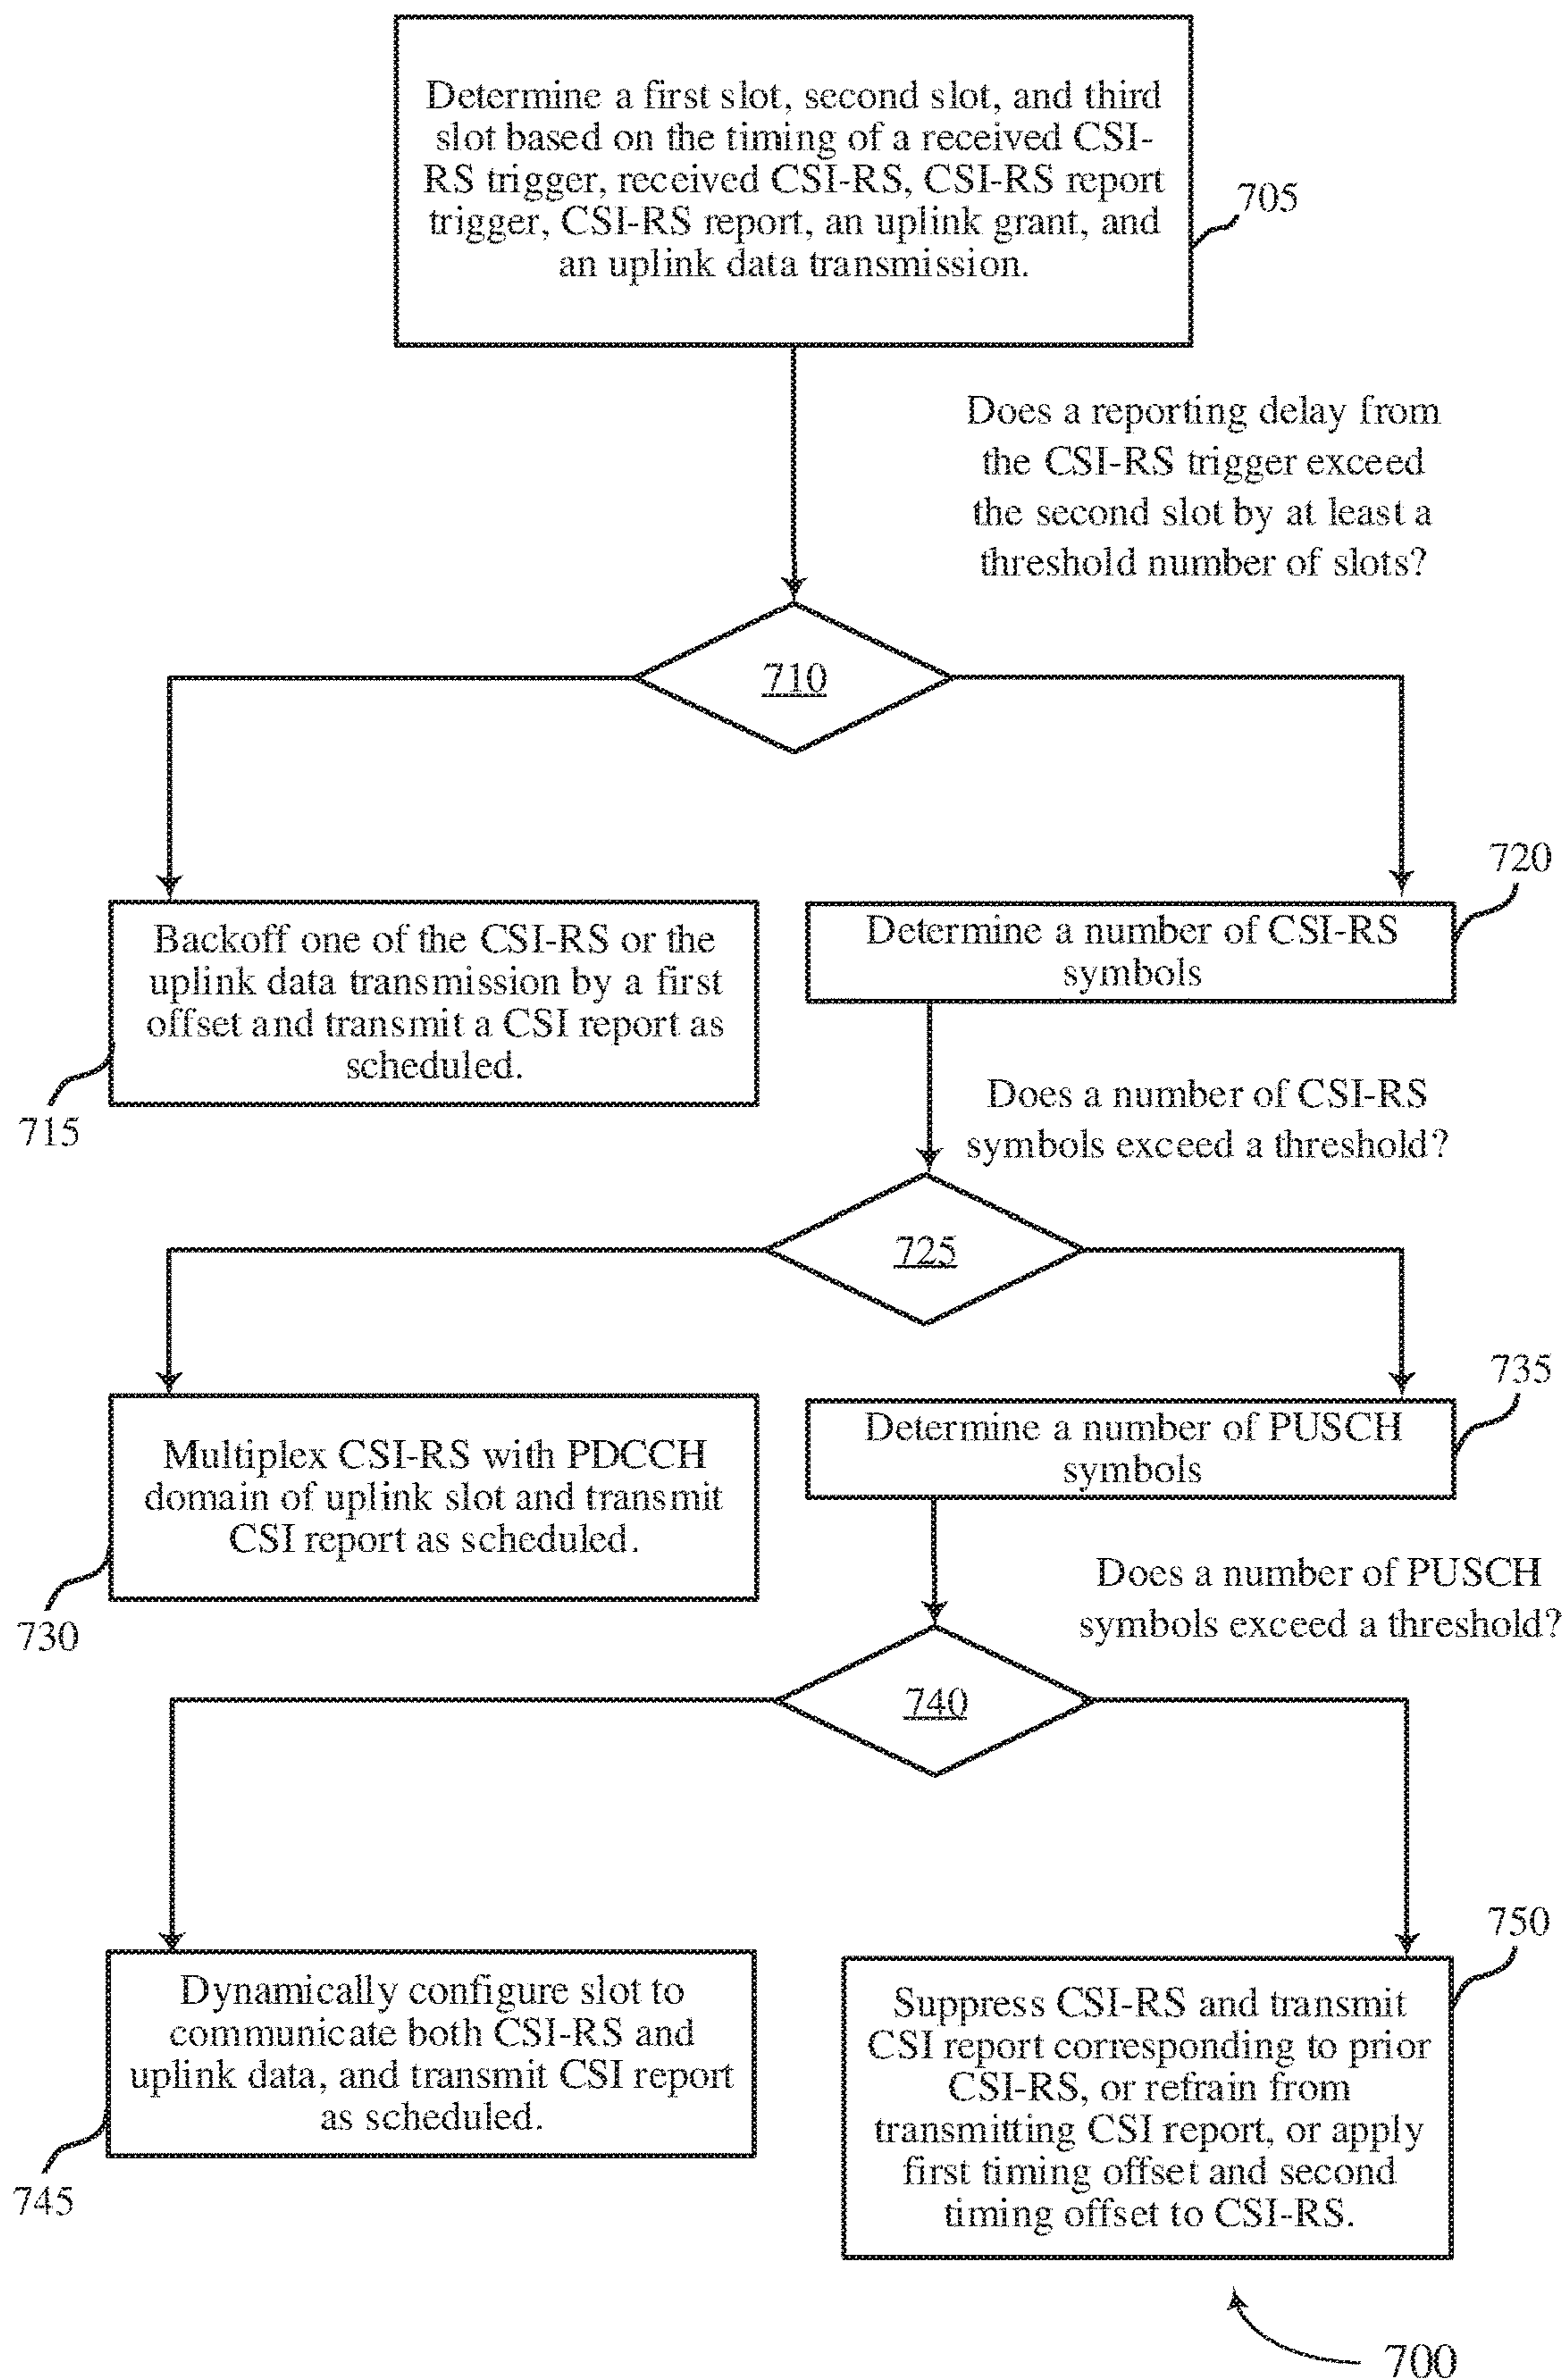 Determine a first slot, second slot, and third
slot based on the timing of a received CSI-
RS trigger, received CSI-RS, CSI-RS report
trigger, CSI-RS report, an uplink grant, and
an uplink data transmission.
705
Does a reporting delay from
the CSI-RS trigger exceed
the second slot by at least a
threshold number of slots?
710
Backoff one of the CSI-RS or the
uplink data transmission by a first
offset and transmit a CSI report as
scheduled.
715
720
Determine a number of CSI-RS
symbols
Does a number of CSI-RS
symbols exceed a threshold?
725
Multiplex CSI-RS with PDCCH
domain of uplink slot and transmit
CSI report as scheduled.
730
735
Determine a number of PUSCH
symbols
Does a number of PUSCH
symbols exceed a threshold?
740
Dynamically configure slot to
communicate both CSI-RS and
uplink data, and transmit CSI report
as scheduled.
745
750
Suppress CSI-RS and transmit
CSI report corresponding to prior
CSI-RS, or refrain from
transmitting CSI report, or apply
first timing offset and second
timing offset to CSI-RS.
700